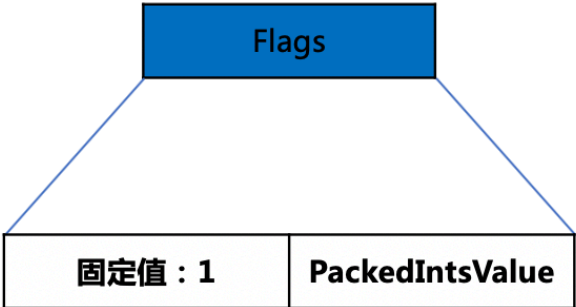 Flags
固定值：1
PackedIntsValue